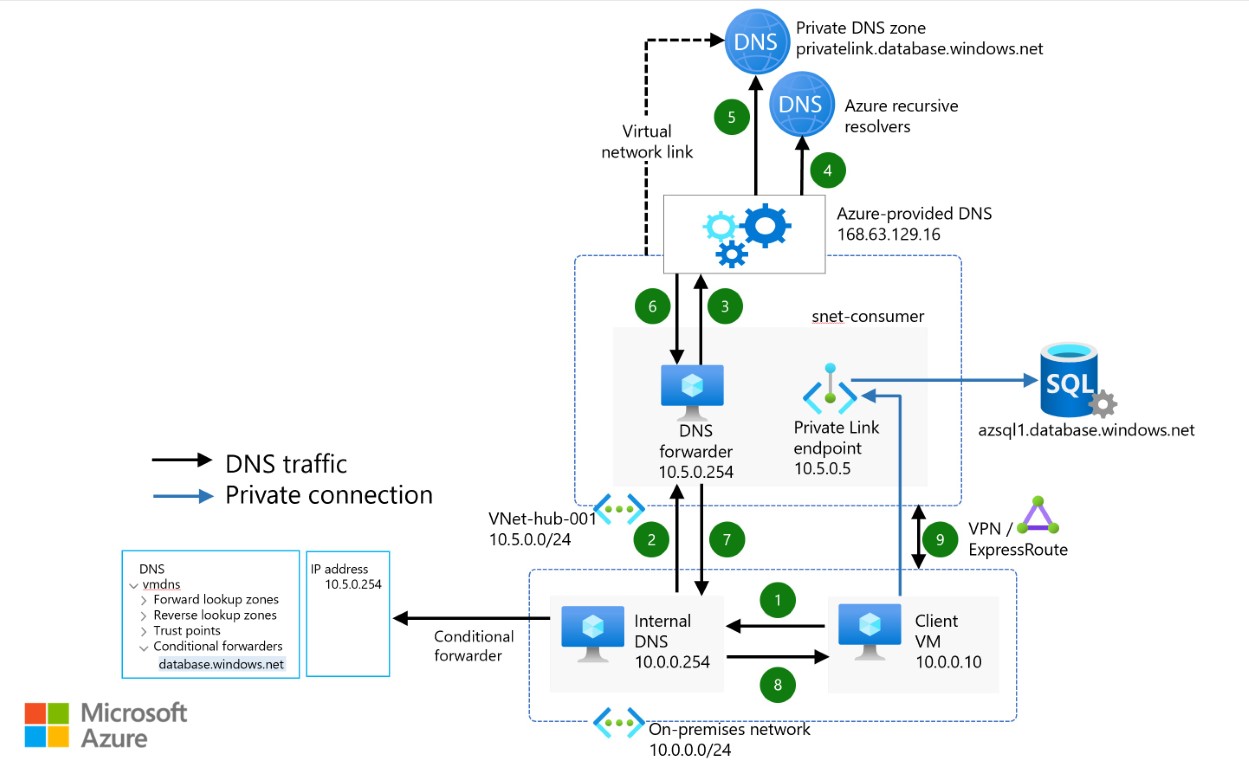 DNS
Private DNS zone
privatelink.database.windows.net
DNS
Azure recursive
resolvers
5
4
Virtual
network link
Azure-provided DNS
168.63.129.16
6
3
snet-consumer
SQL
azsql1.database.windows.net
DNS
forwarder
10.5.0.254
Private Link
endpoint
10.5.0.5
DNS traffic
Private connection
VNet-hub-001
10.5.0.0/24
2
7
9
VPN /
ExpressRoute
DNS
vmdns
Forward lookup zones
Reverse lookup zones
Trust points
Conditional forwarders
database.windows.net
IP address
10.5.0.254
Conditional
forwarder
Internal
DNS
10.0.0.254
1
8
Client
VM
10.0.0.10
On-premises network
10.0.0.0/24
Microsoft
Azure